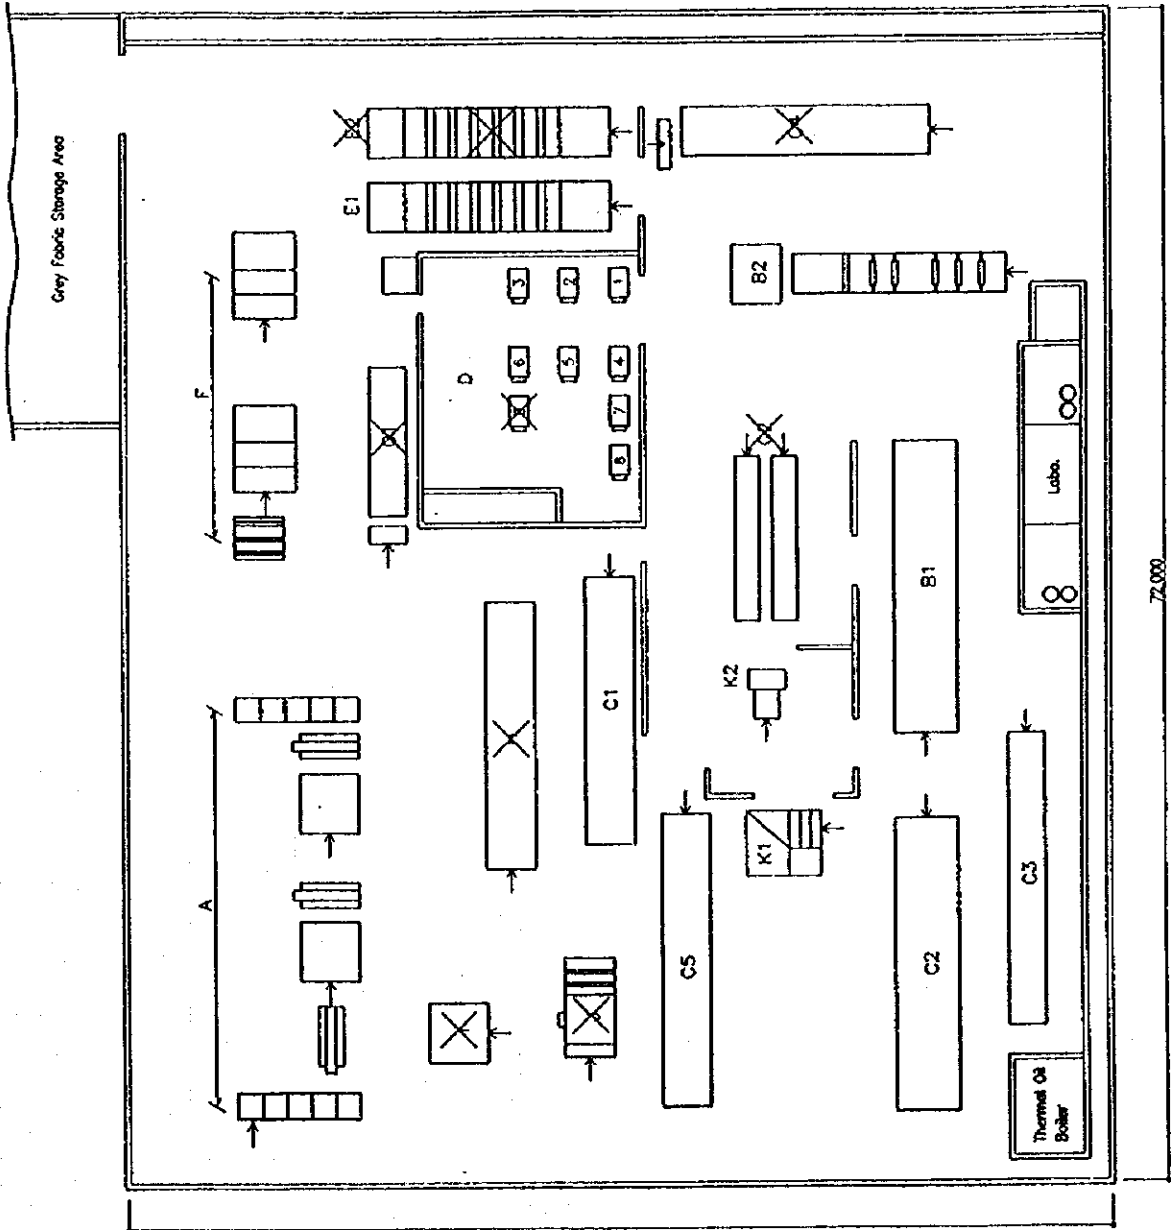 Grey Fabric Storage Area
F
A
E1
D
3
2
1
6
5
4
7
8
B2
K2
C1
K1
C5
B1
C2
C3
Labo.
Thermal Oil
Boiler
72,000